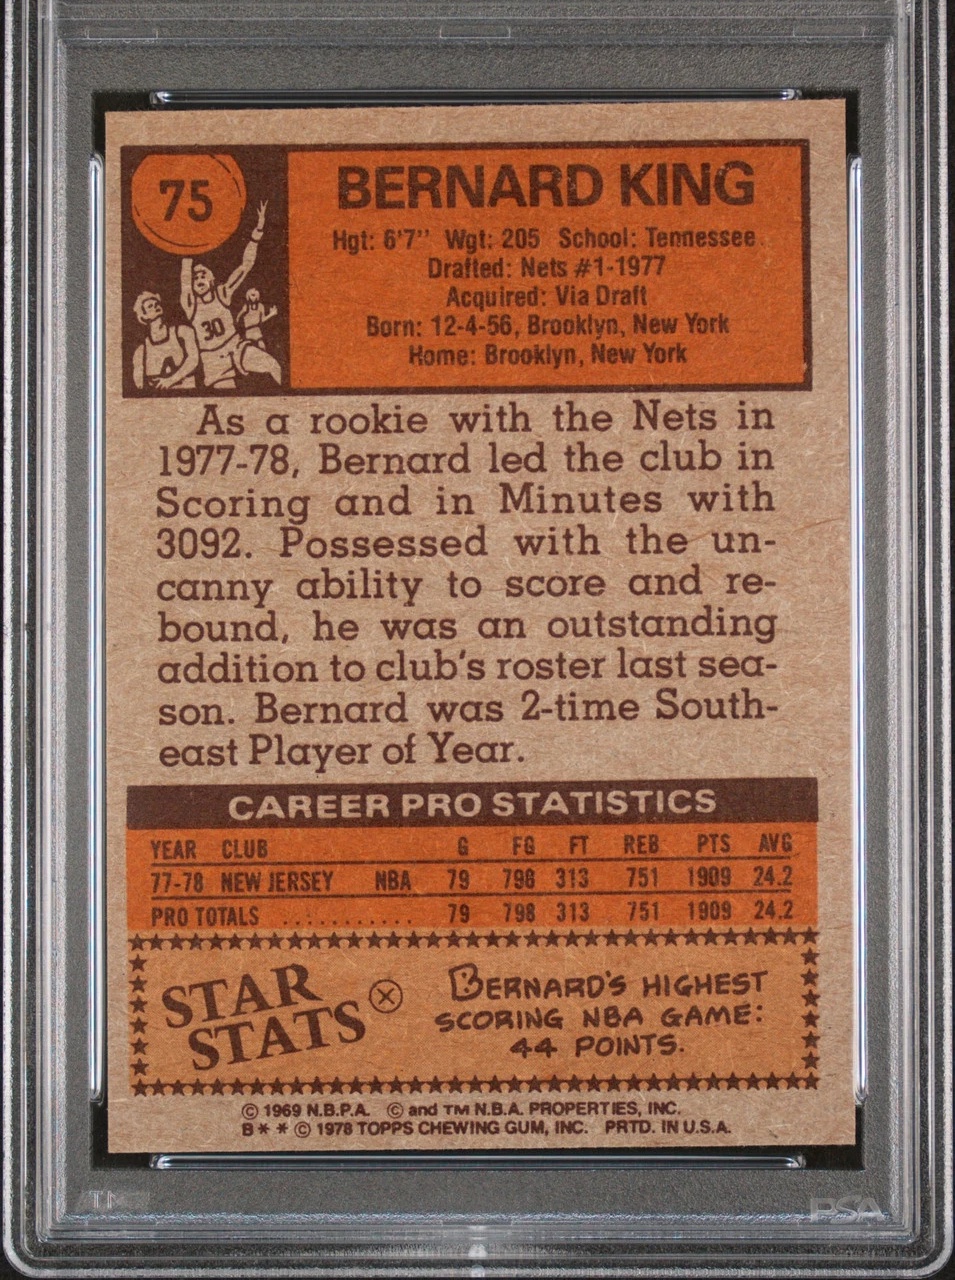 75
BERNARD KING
Hgt: 6'7'' Wgt: 205 School: Tennessee
Drafted: Nets #1-1977
Acquired: Via Draft
Born: 12-4-56, Brooklyn, New York
Home: Brooklyn, New York
30
As a rookie with the Nets in
1977-78, Bernard led the club in
Scoring and in Minutes with
3092. Possessed with the un-
canny ability to score and re-
bound, he was an outstanding
addition to club's roster last sea-
son. Bernard was 2-time South-
east Player of Year.
CAREER PRO STATISTICS
YEAR CLUB G FG FT REB PTS AVG
77-78 NEW JERSEY NBA 79 798 313 751 1909 24.2
PRO TOTALS .......... 79 798 313 751 1909 24.2
STAR
STATS
BERNARD'S HIGHEST
SCORING NBA GAME:
44 POINTS.
© 1969 N.B.P.A. © and TM N.B.A. PROPERTIES, INC.
B* * © 1978 TOPPS CHEWING GUM, INC. PRTD. IN U.S.A.
PSA